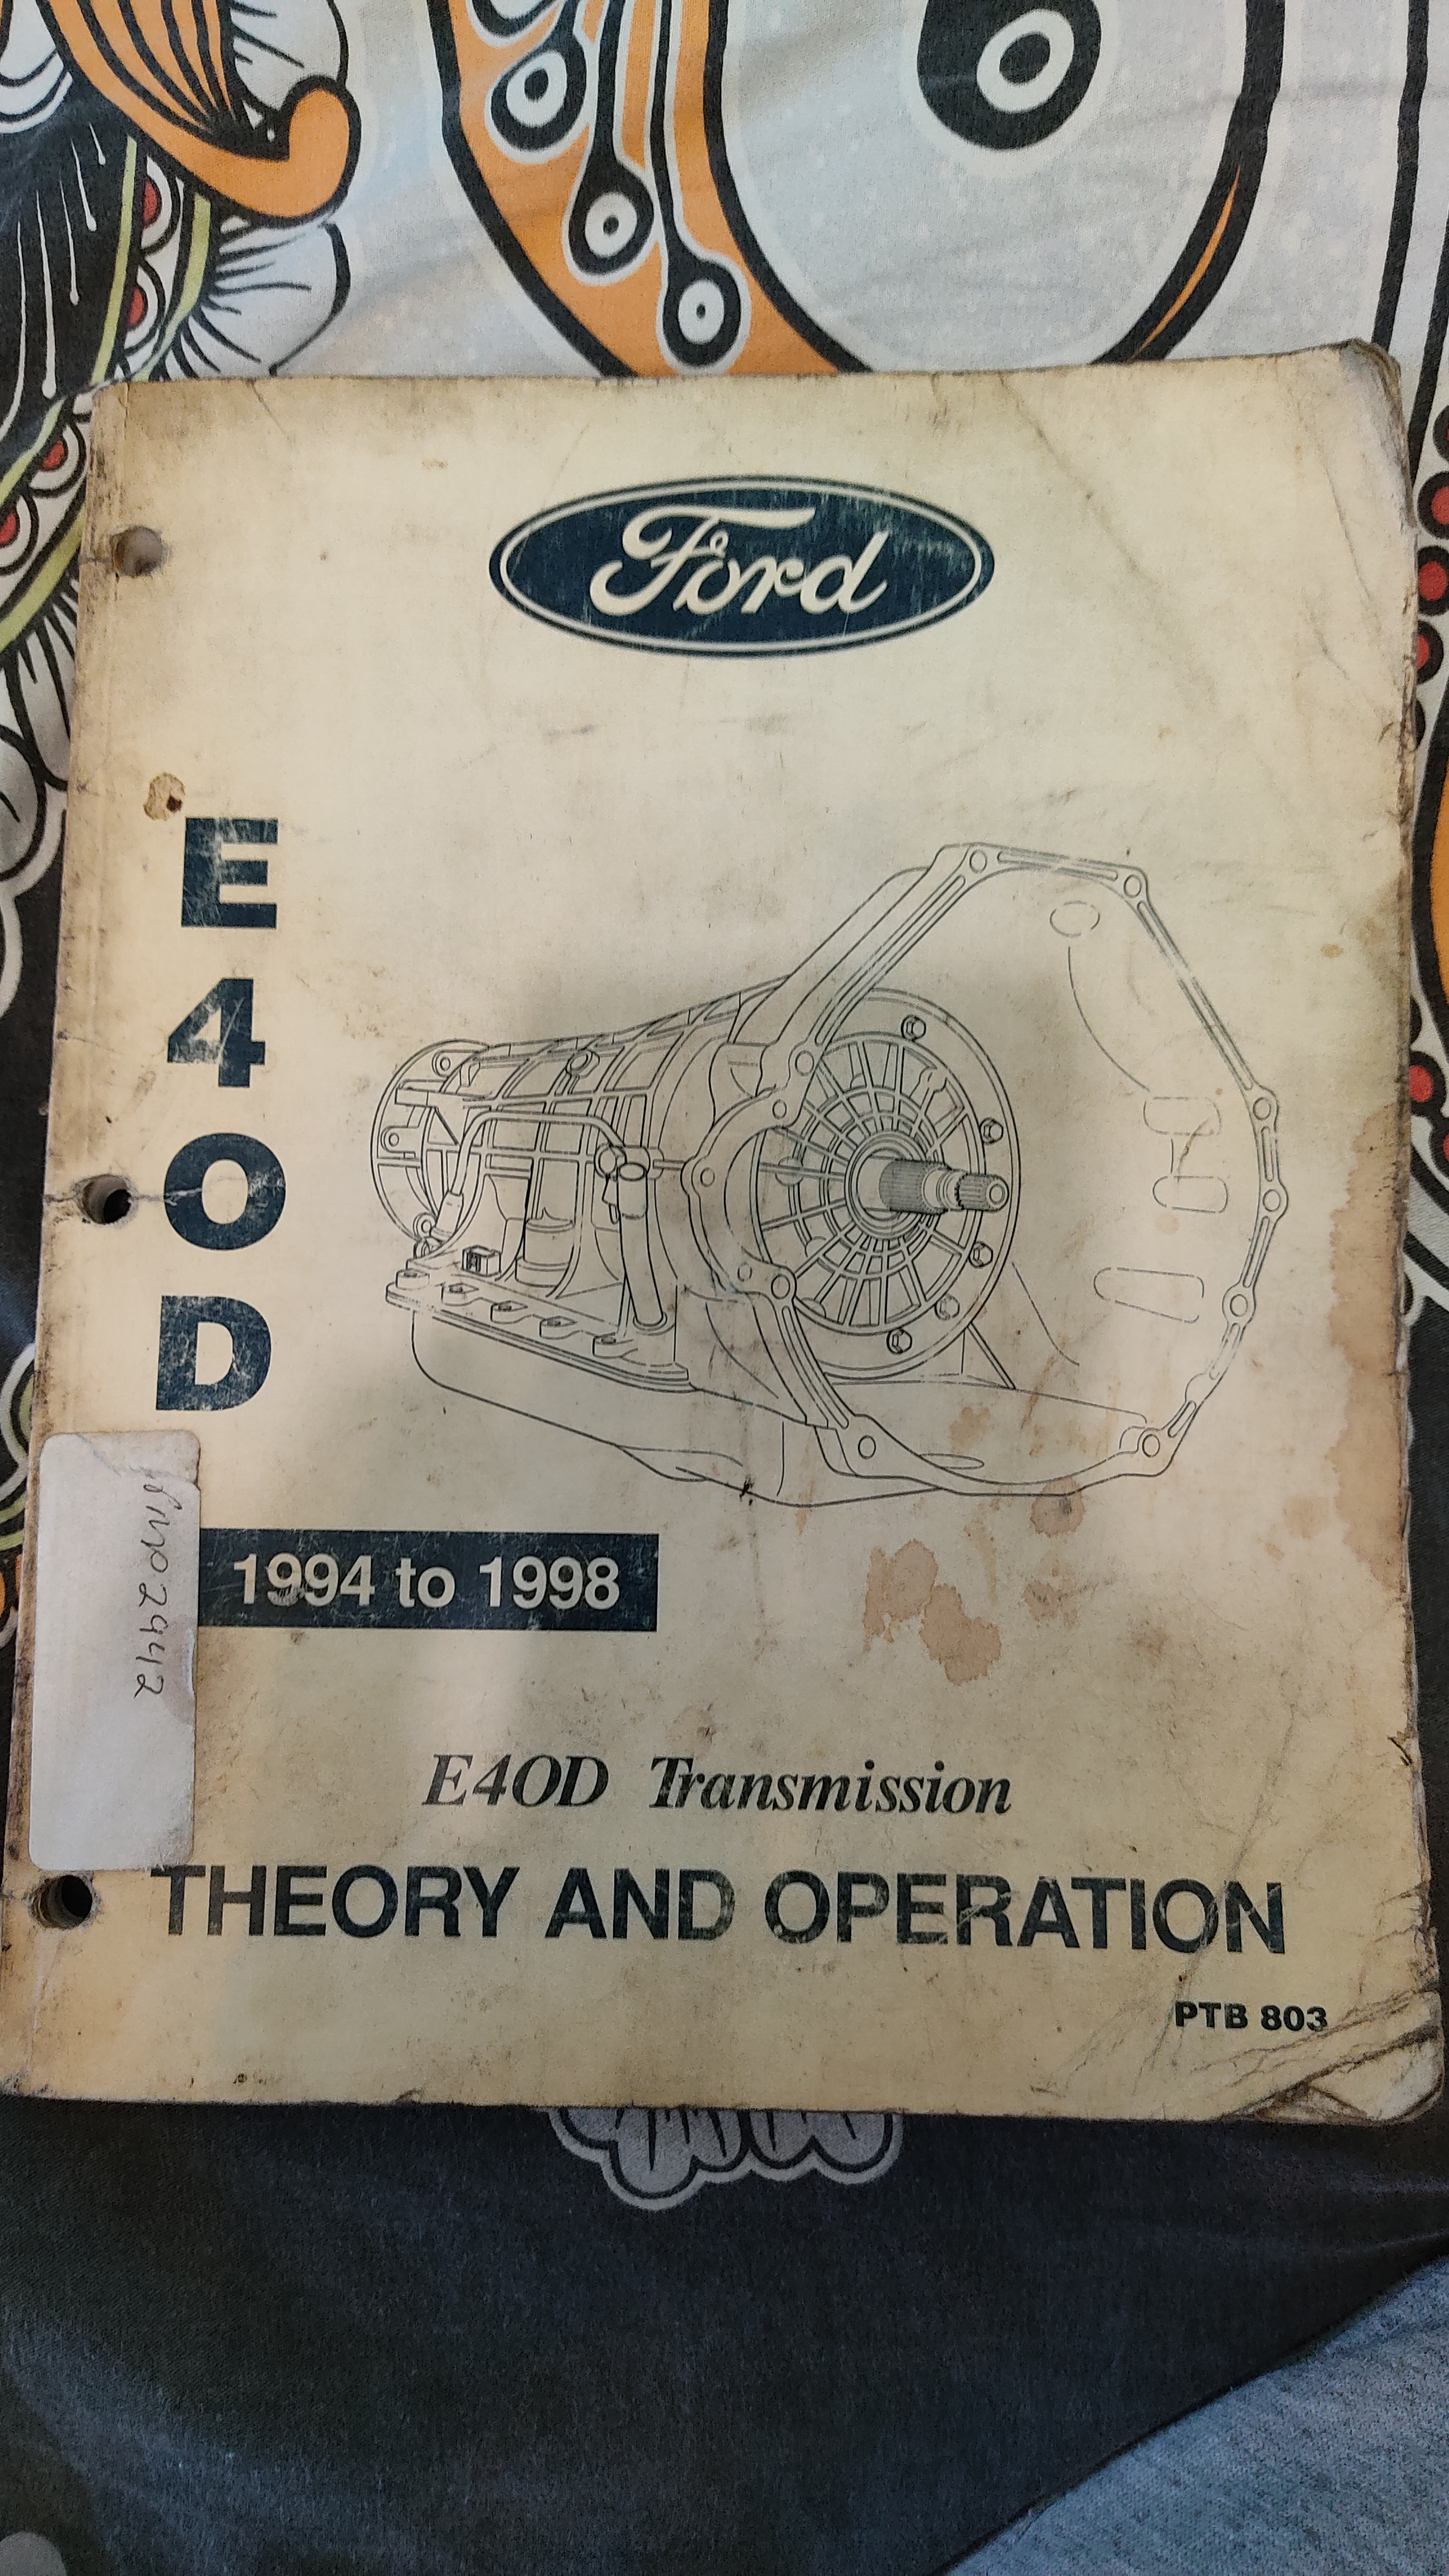 Ford
E
4
O
D
1994 to 1998
E4OD Transmission
THEORY AND OPERATION
PTB 803